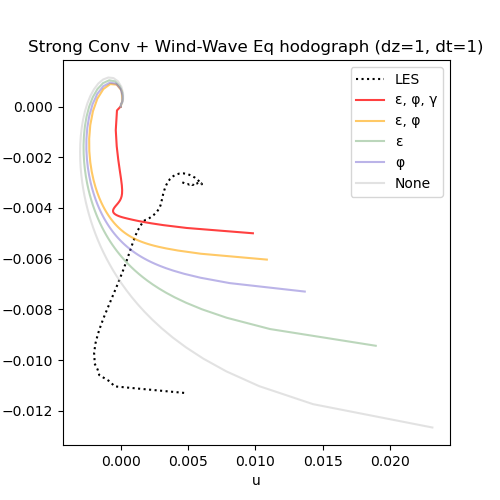 Strong Conv + Wind-Wave Eq hodograph (dz=1, dt=1)
LES
ε, φ, γ
ε, φ
ε
φ
None
0.000
−0.002
−0.004
−0.006
−0.008
−0.010
−0.012
0.000 0.005 0.010 0.015 0.020
u